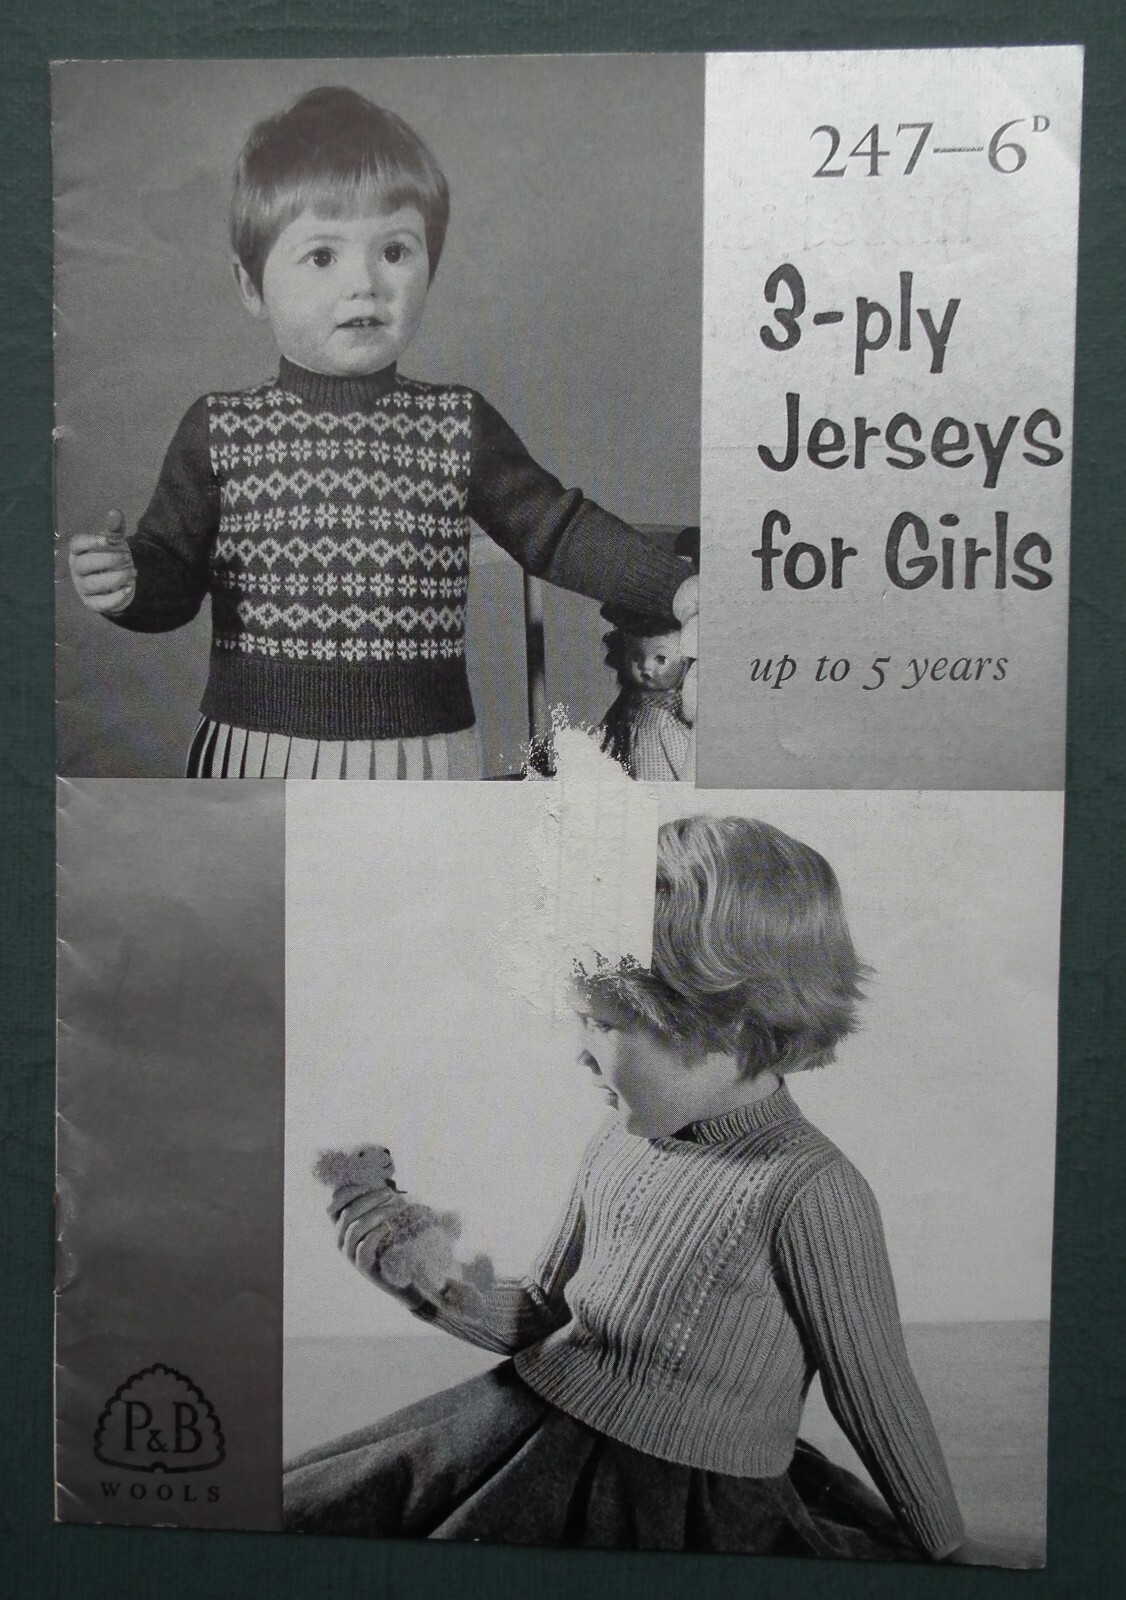 247—6D
3-ply
Jerseys
for Girls
up to 5 years
P&B
WOOLS